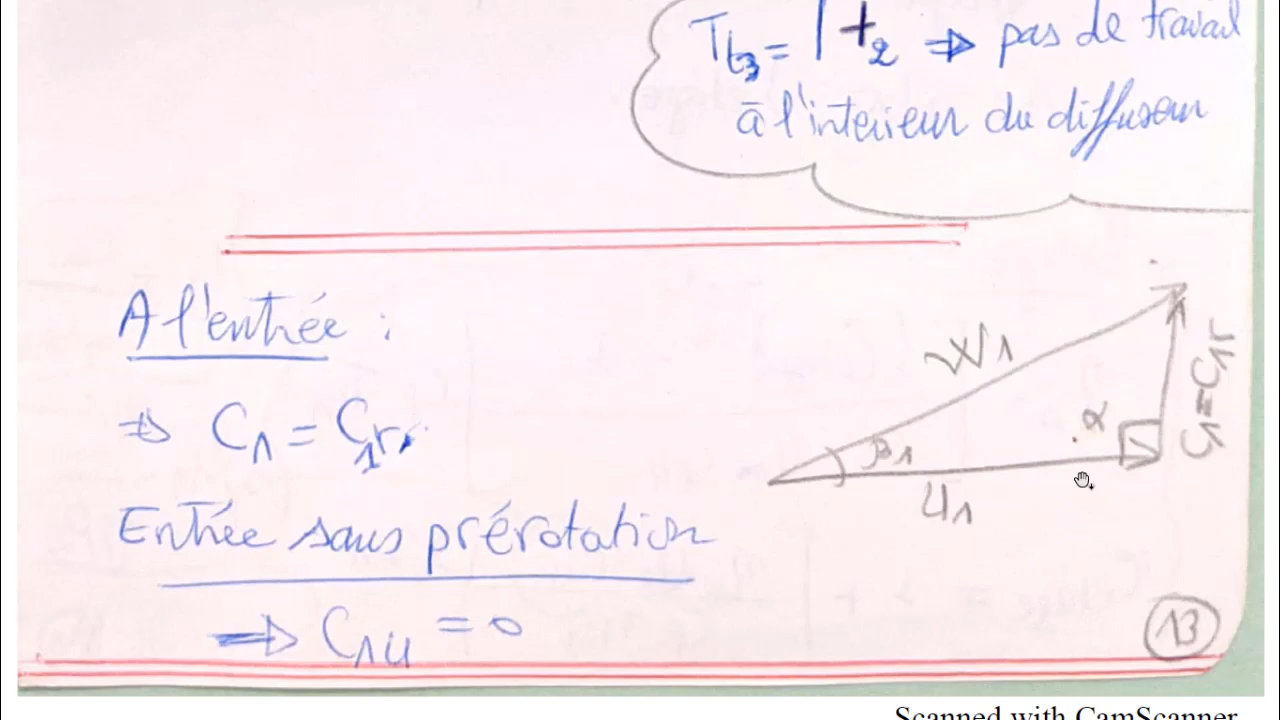 Tt3 = Tt2 ⇒ pas de travail
à l'interieur du diffuseur
A l'entrée :
⇒ C1 = C1r
Entrée sans prérotation
⇒ C1u = 0
W1
β1
U1
α
C1 = C1r
13
Scanned with CamScanner